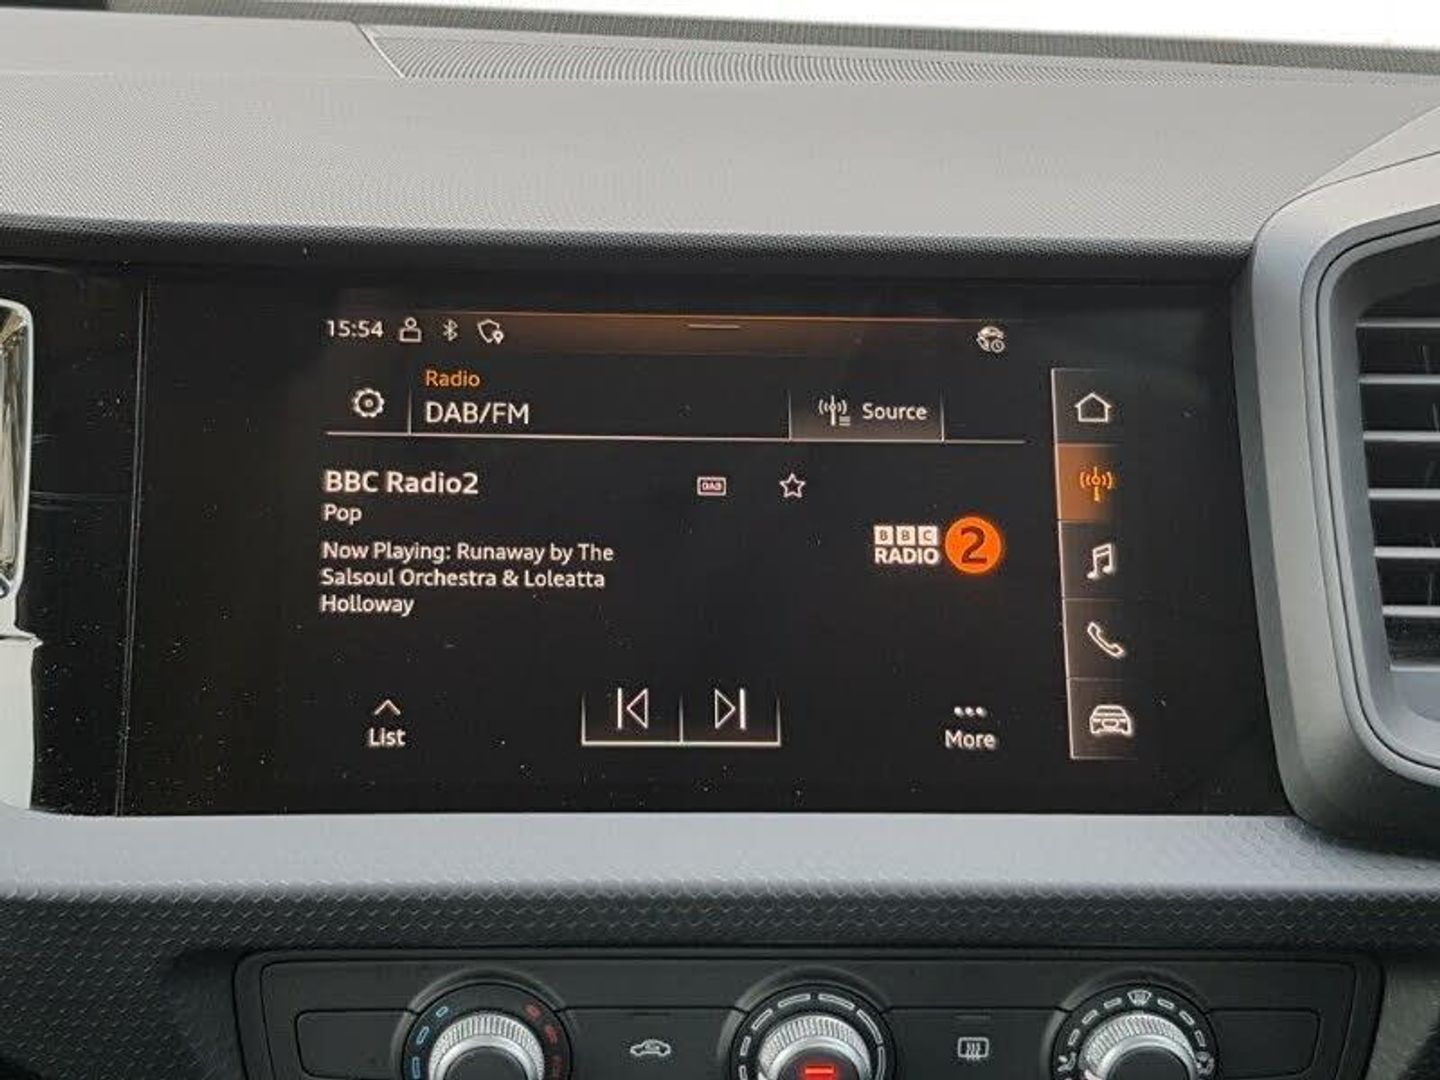 15:54
Radio
DAB/FM
Source
BBC Radio2
DAB
Pop
Now Playing: Runaway by The
Salsoul Orchestra & Loleatta
Holloway
BBC
RADIO 2
List
More